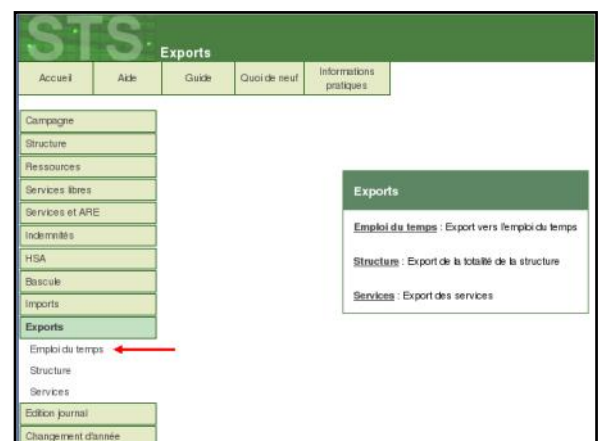 STS
Exports
Accueil
Aide
Guide
Quoi de neuf
Informations
pratiques
Campagne
Structure
Ressources
Services libres
Services et ARE
Indemnités
HSA
Bascule
Imports
Exports
Emploi du temps
Structure
Services
Edition journal
Changement d'année
Exports
Emploi du temps : Export vers l'emploi du temps
Structure : Export de la totalité de la structure
Services : Export des services